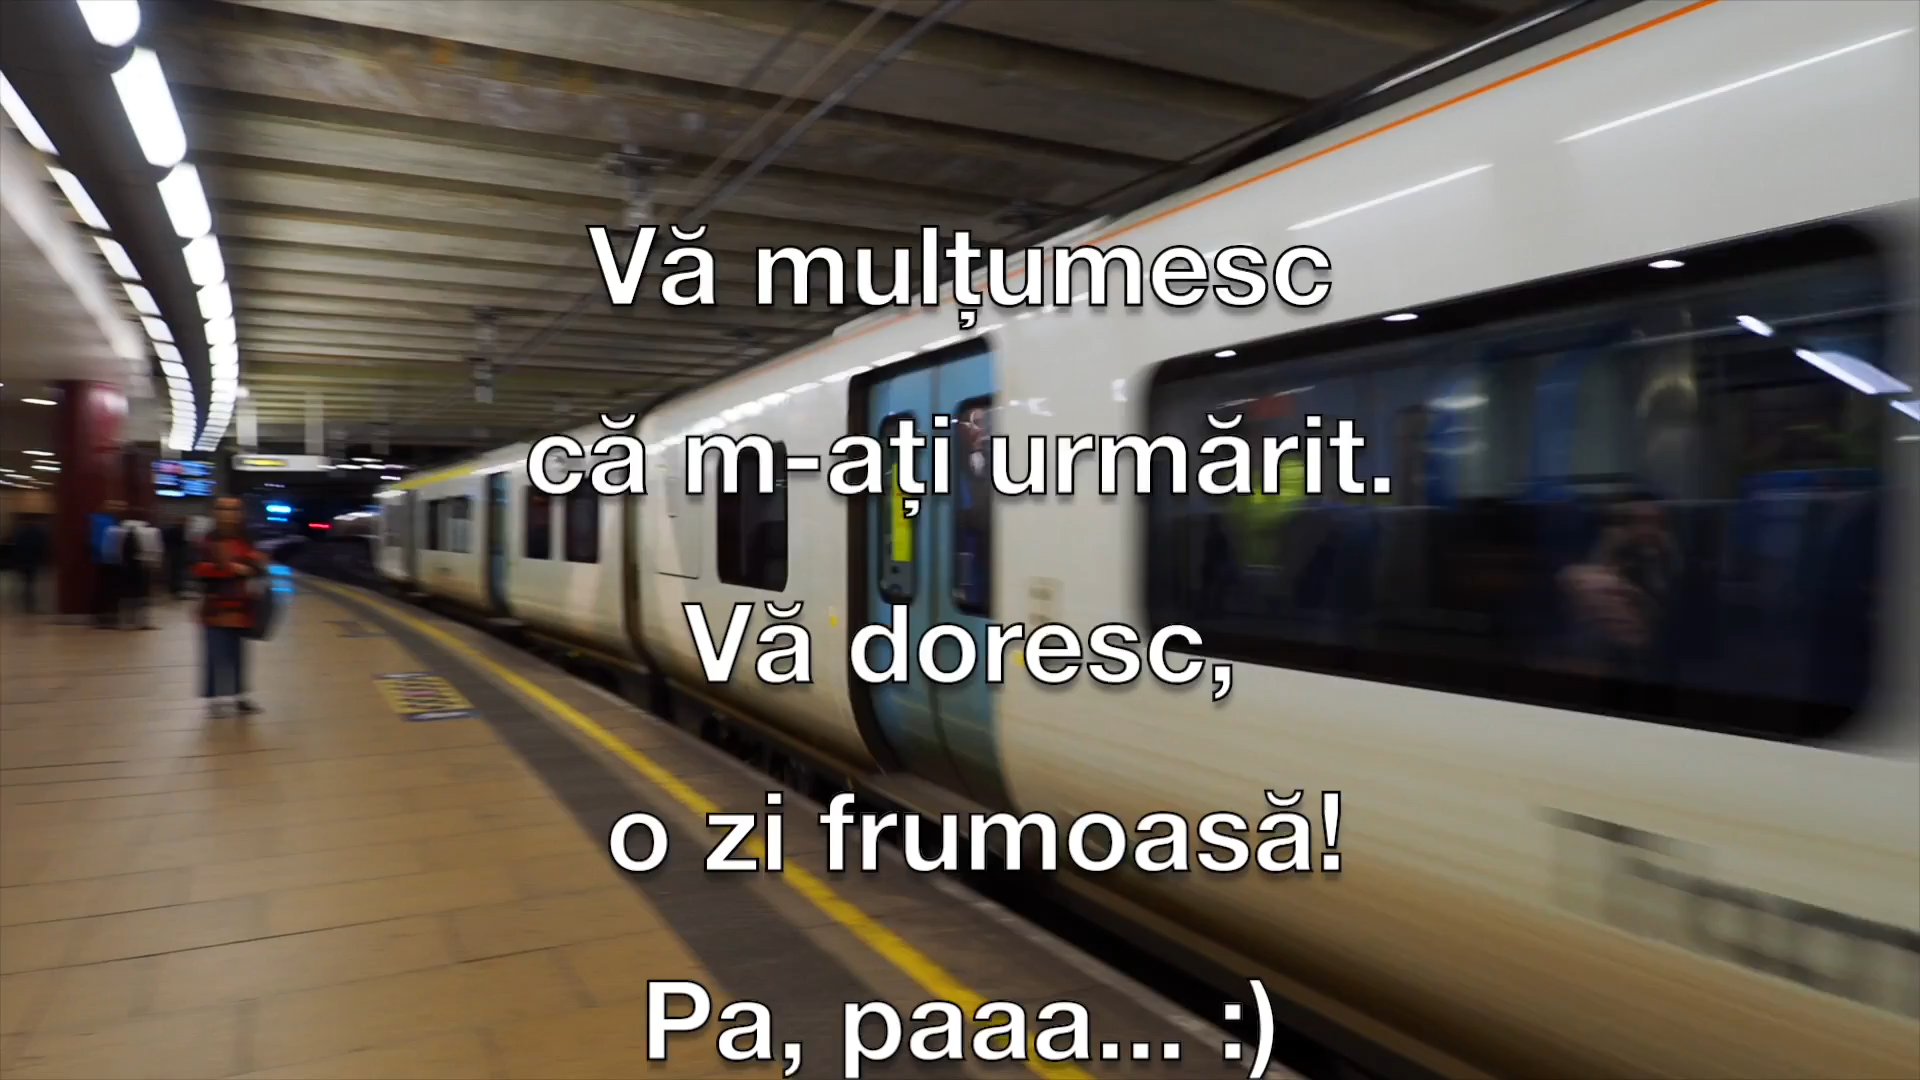 Vă mulțumesc
că m-ați urmărit.
Vă doresc,
o zi frumoasă!
Pa, paaa... :)